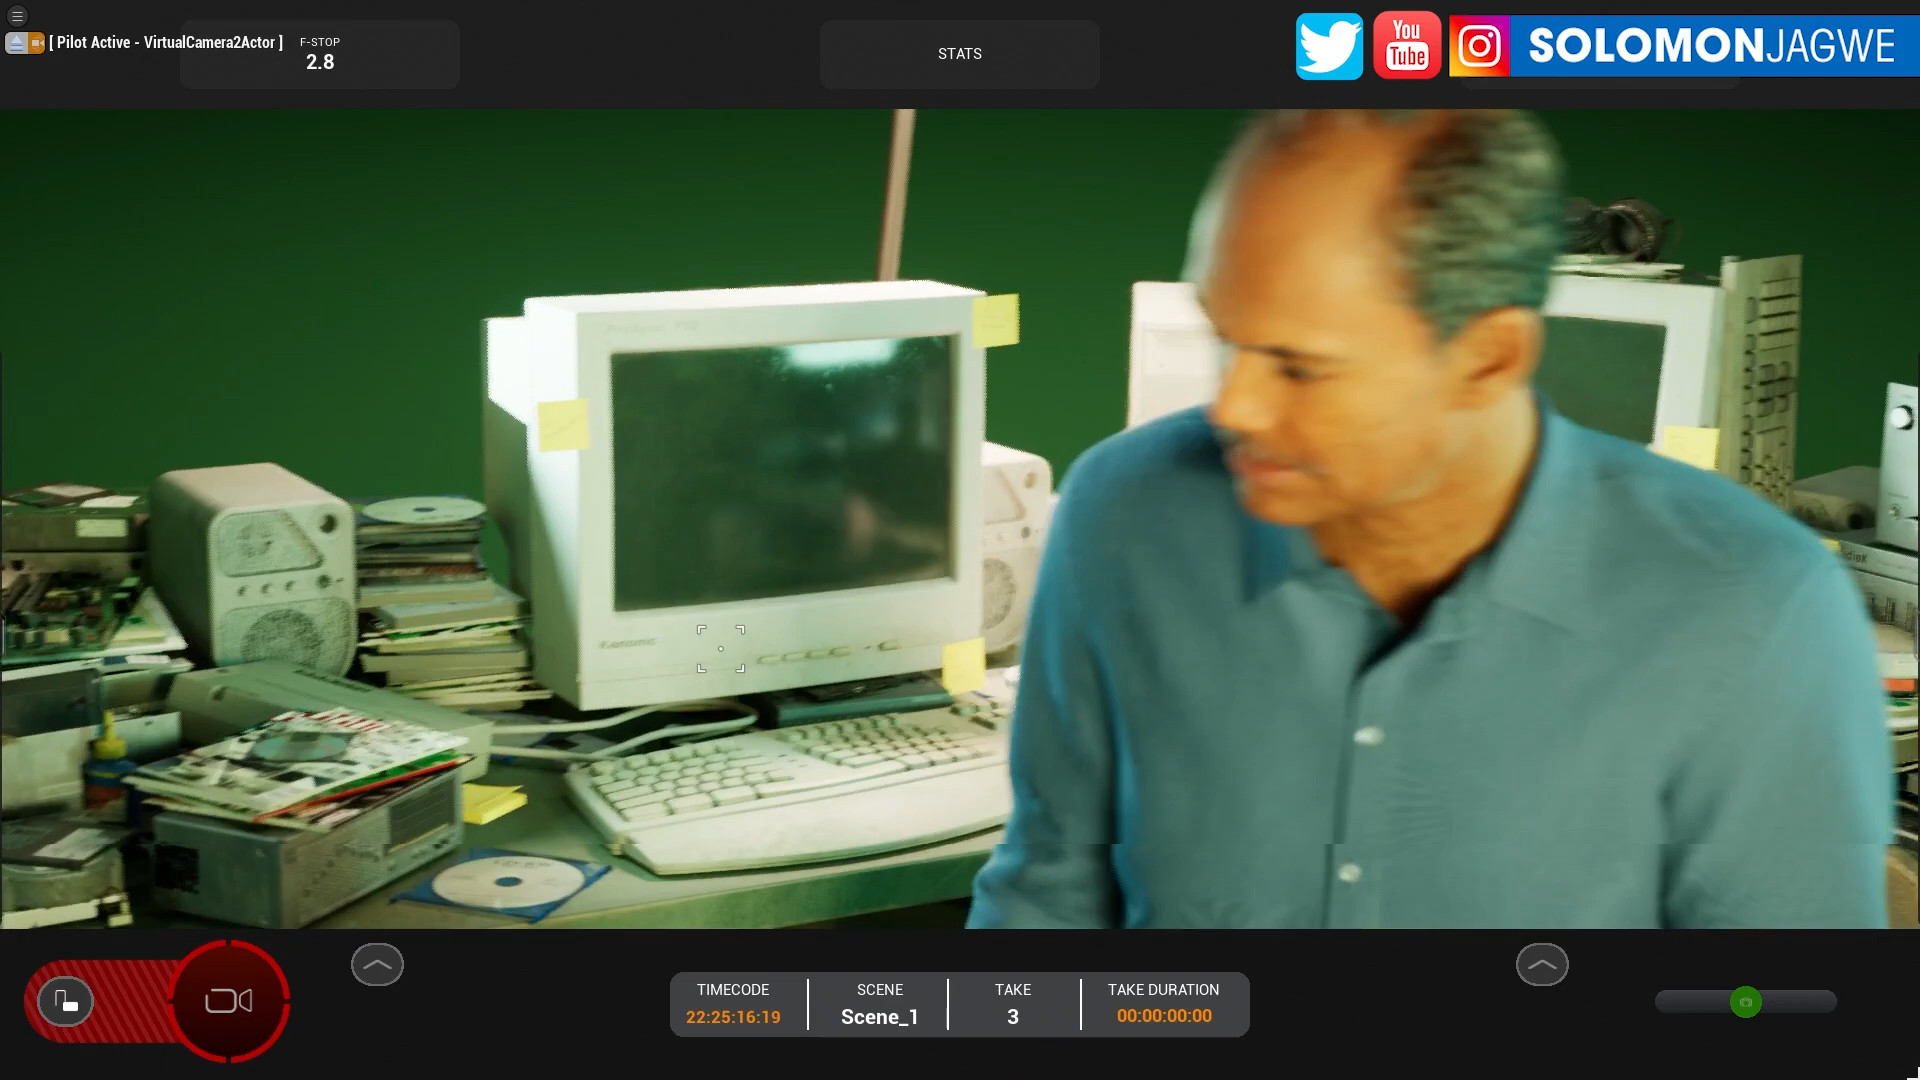 [ Pilot Active - VirtualCamera2Actor ]
F-STOP
2.8
STATS
You
Tube
SOLOMONJAGWE
TIMECODE
22:25:16:19
SCENE
Scene_1
TAKE
3
TAKE DURATION
00:00:00:00